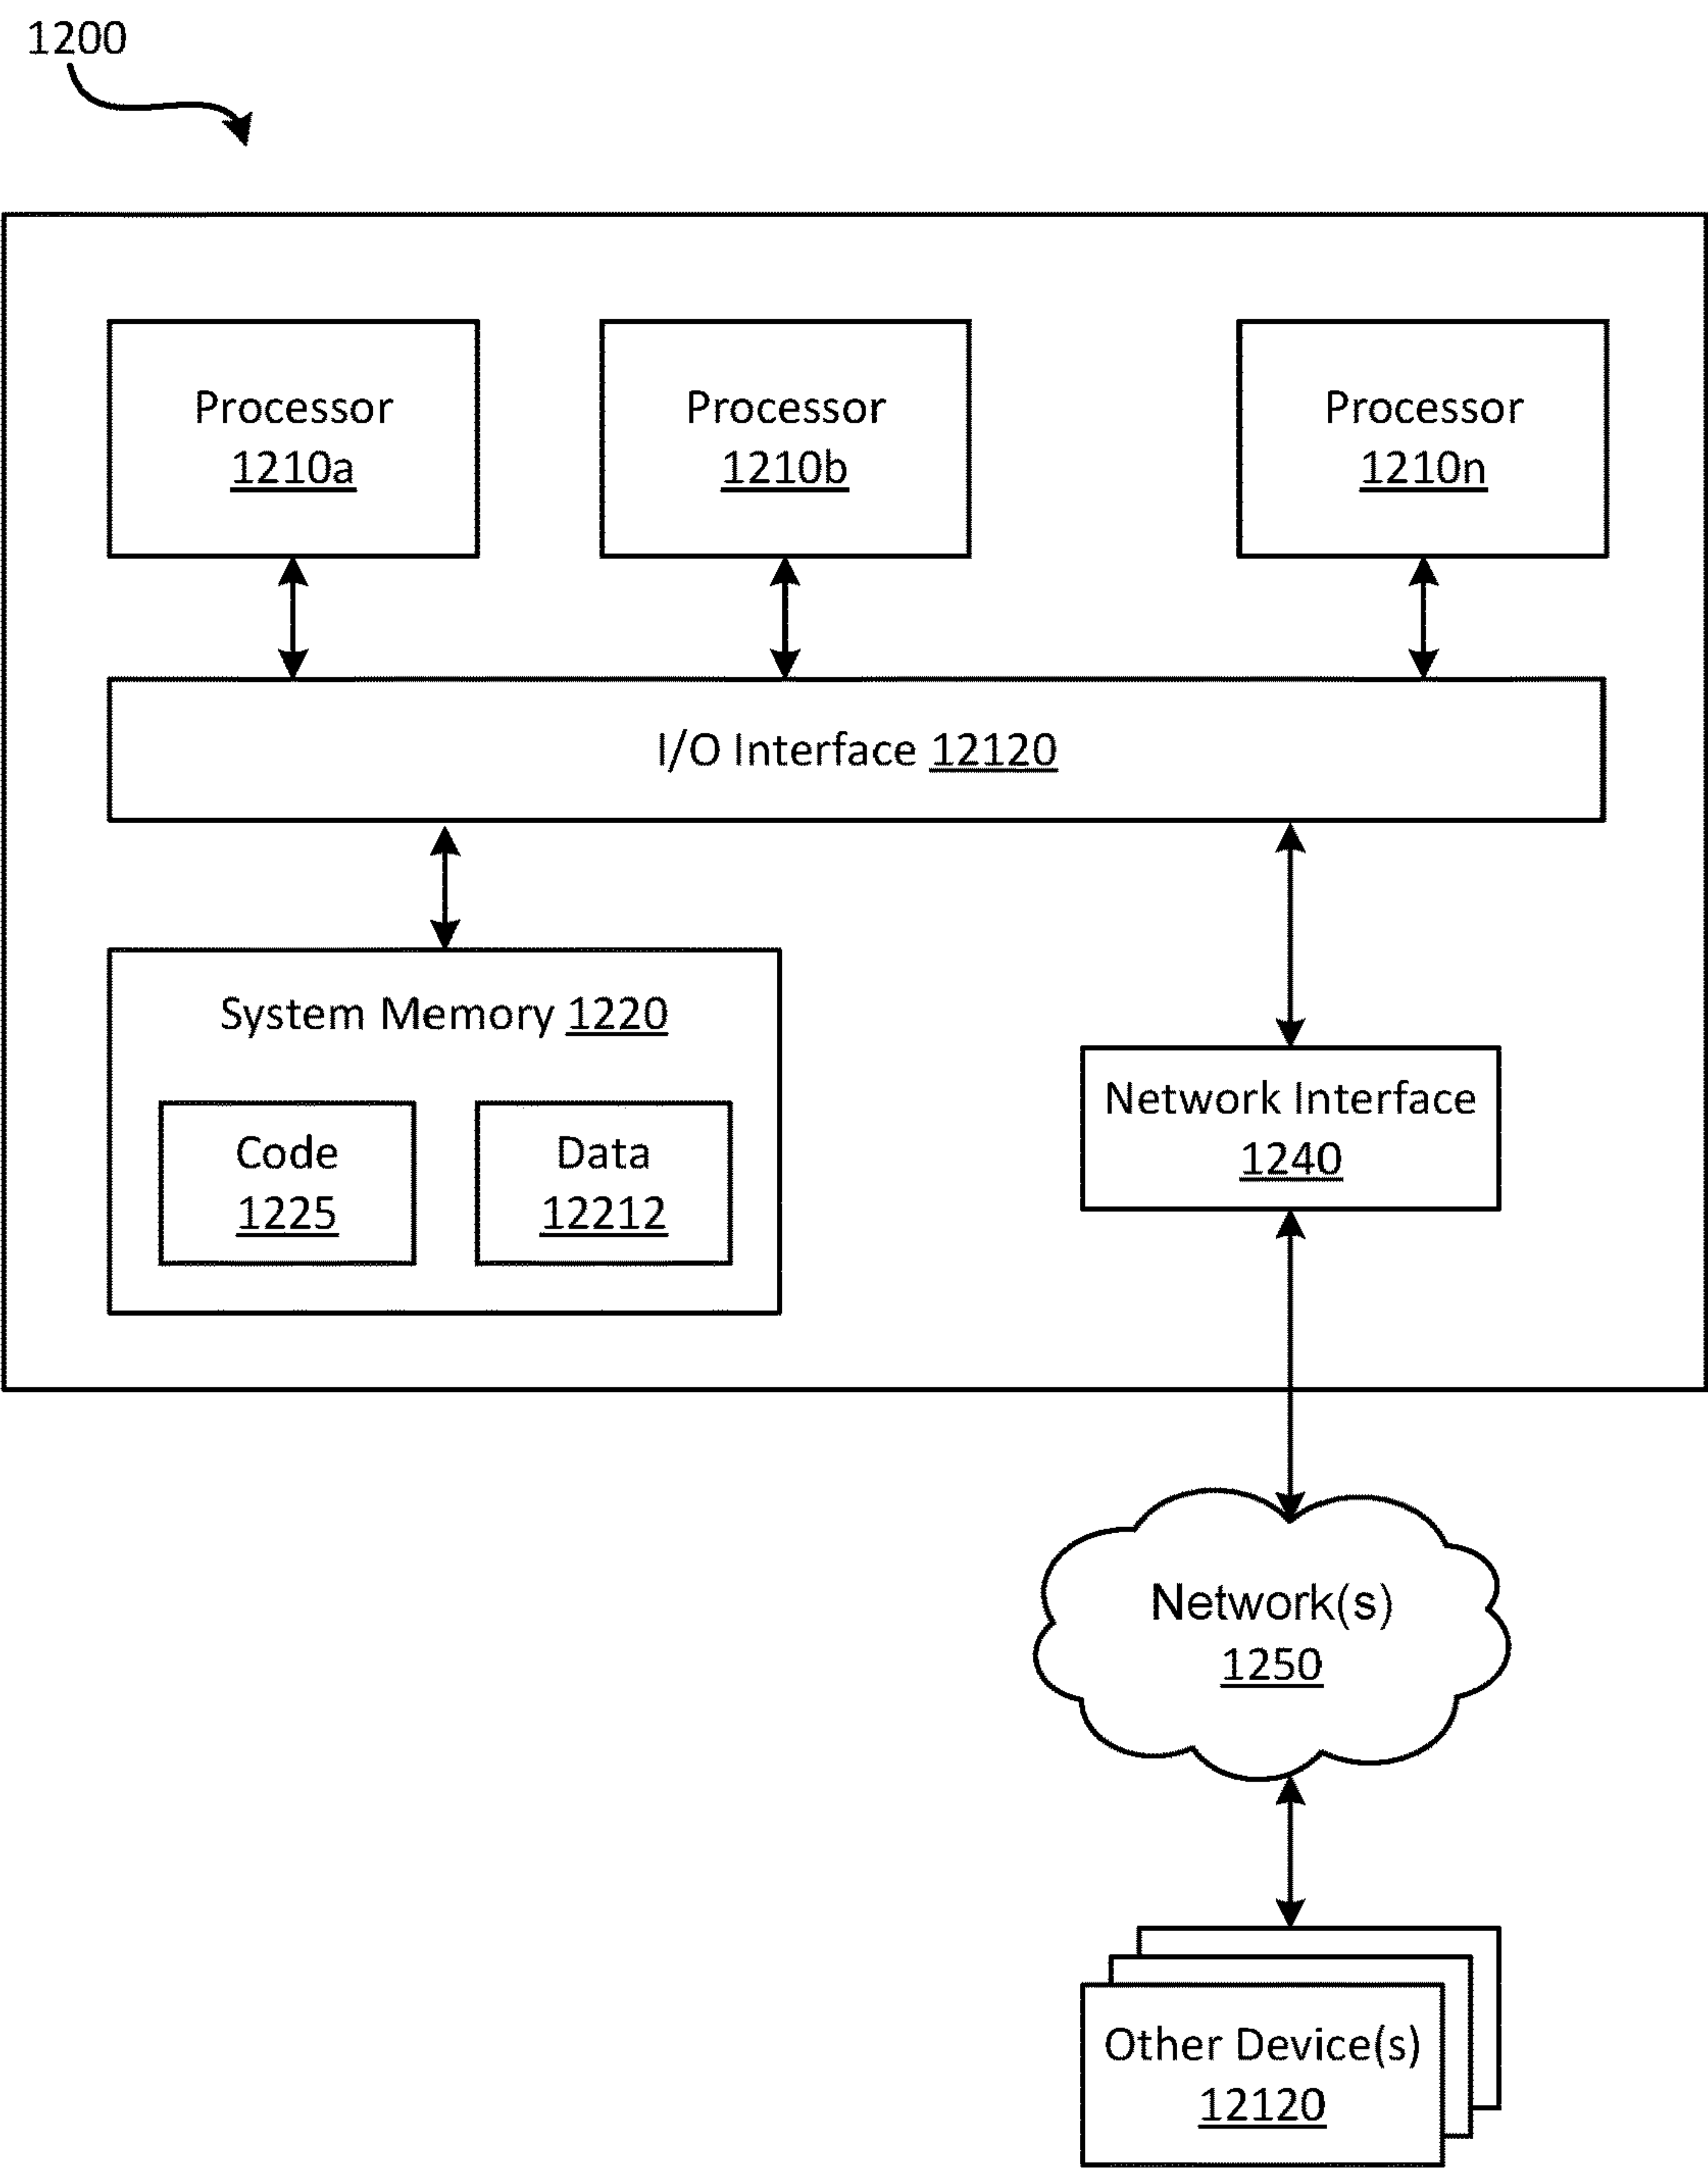 1200
Processor
1210a
Processor
1210b
Processor
1210n
I/O Interface 12120
System Memory 1220
Code
1225
Data
12212
Network Interface
1240
Network(s)
1250
Other Device(s)
12120